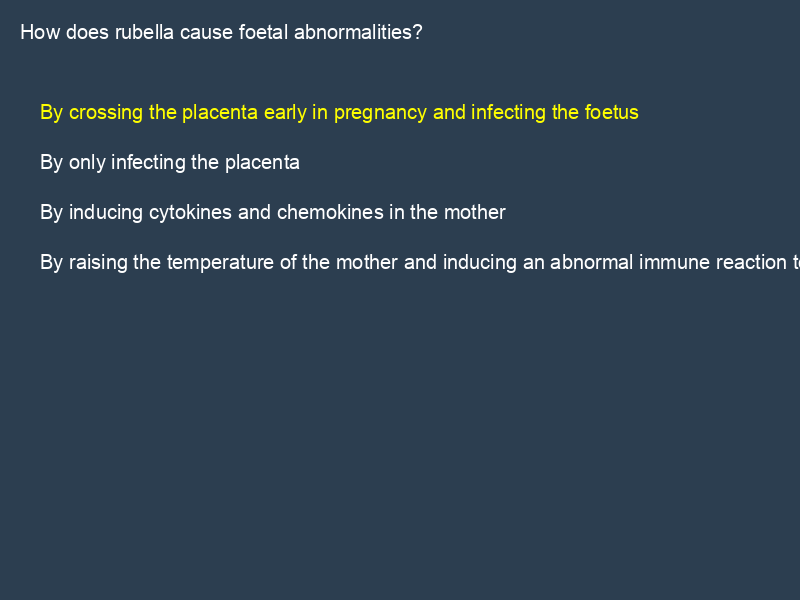 How does rubella cause foetal abnormalities?
By crossing the placenta early in pregnancy and infecting the foetus
By only infecting the placenta
By inducing cytokines and chemokines in the mother
By raising the temperature of the mother and inducing an abnormal immune reaction